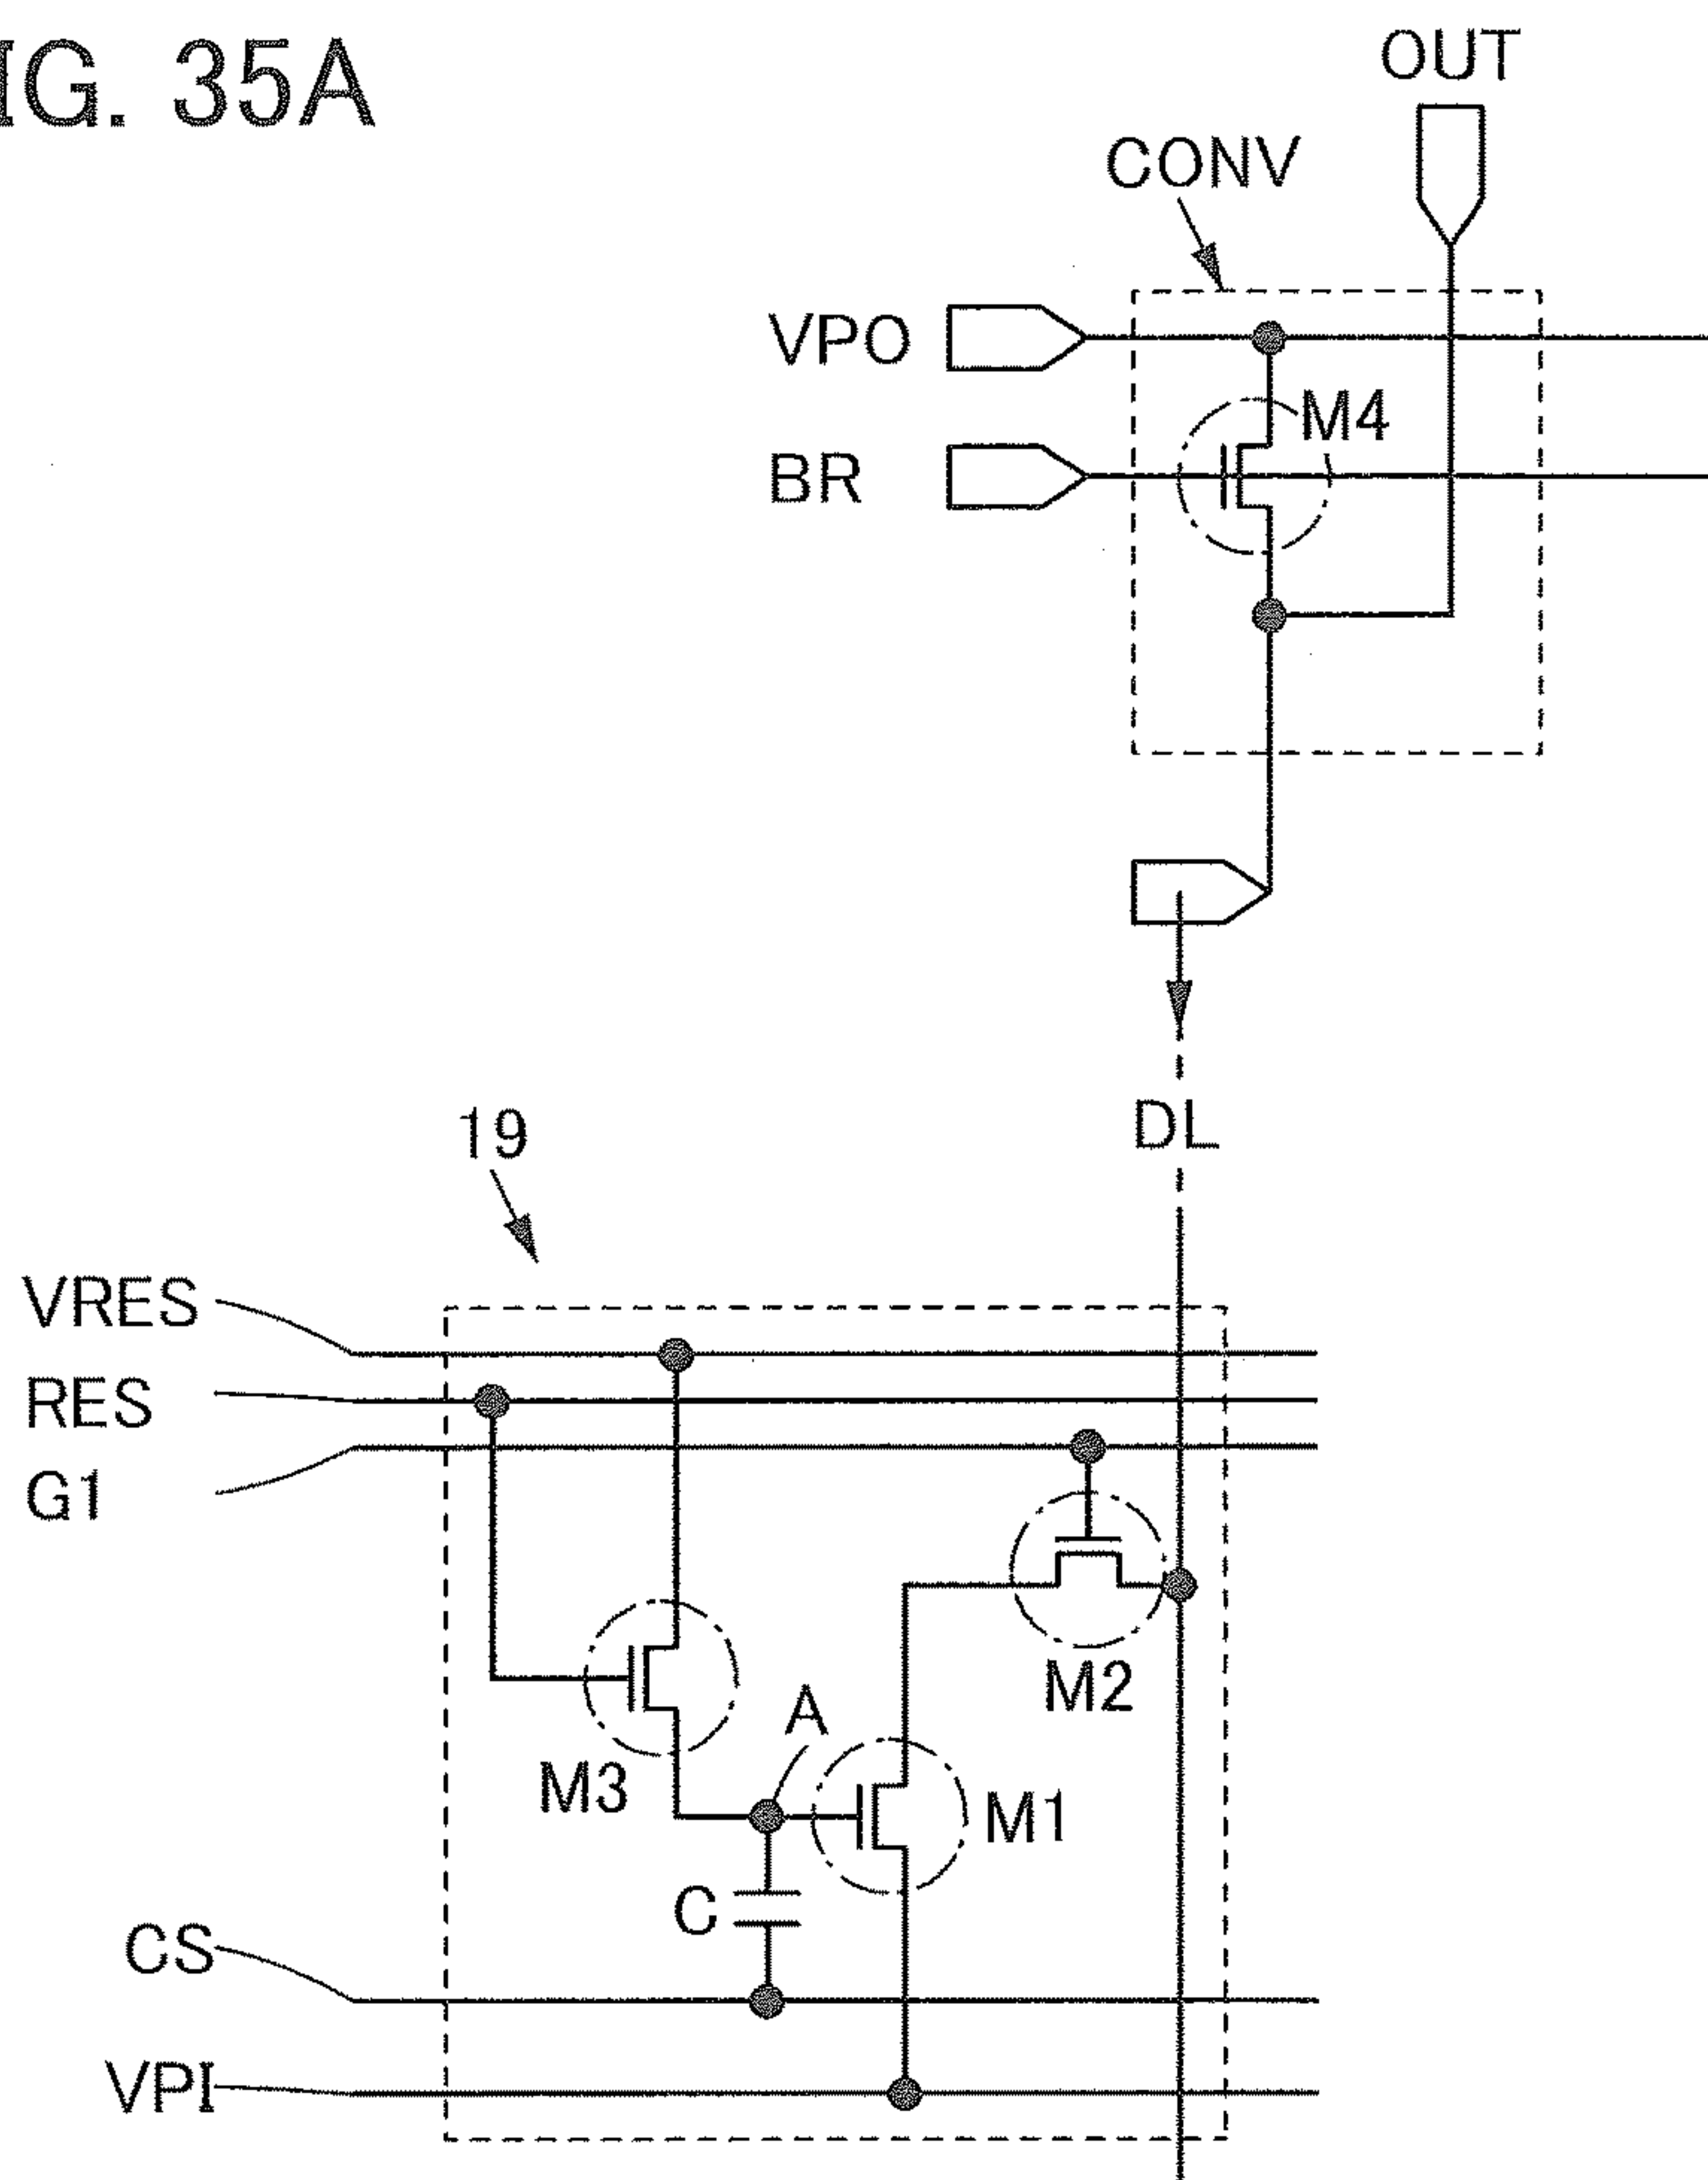 IG. 35A
OUT
CONV
VPO
M4
BR
DL
19
VRES
RES
G1
M2
A
M3
M1
C
CS
VPI